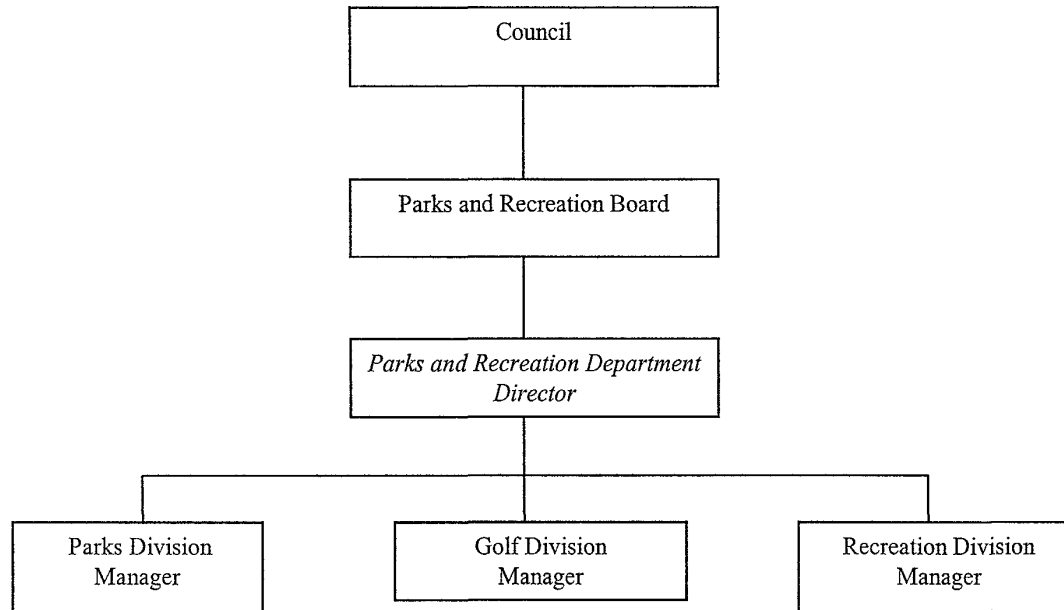 Council
Parks and Recreation Board
Parks and Recreation Department
Director
Parks Division
Manager
Golf Division
Manager
Recreation Division
Manager